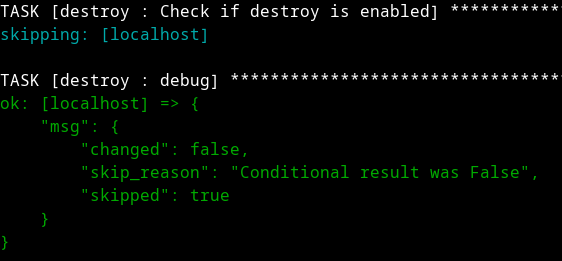 TASK [destroy : Check if destroy is enabled] ***********
skipping: [localhost]
TASK [destroy : debug] *********************************
ok: [localhost] => {
    "msg": {
        "changed": false,
        "skip_reason": "Conditional result was False",
        "skipped": true
    }
}